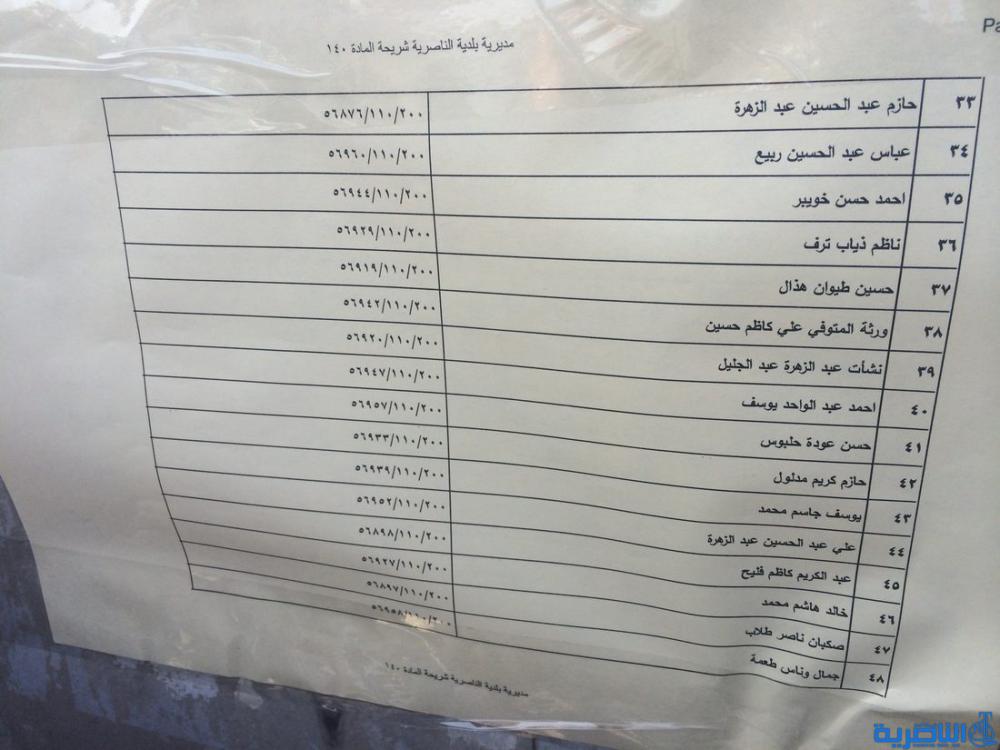 Pa
مديرية بلدية الناصرية شريحة المادة ١٤٠
٣٣ حازم عبد الحسين عبد الزهرة ٥٦٨٧٦/١١٠/٢٠٠
٣٤ عباس عبد الحسين ربيع ٥٦٩٦٠/١١٠/٢٠٠
٣٥ احمد حسن خويبر ٥٦٩٤٤/١١٠/٢٠٠
٣٦ ناظم ذياب ترف ٥٦٩٢٩/١١٠/٢٠٠
٣٧ حسين طيوان هذال ٥٦٩١٩/١١٠/٢٠٠
٣٨ ورثة المتوفي علي كاظم حسين ٥٦٩٤٢/١١٠/٢٠٠
٣٩ نشأت عبد الزهرة عبد الجليل ٥٦٩٢٠/١١٠/٢٠٠
٤٠ احمد عبد الواحد يوسف ٥٦٩٤٧/١١٠/٢٠٠
٤١ حسن عودة حلبوس ٥٦٩٥٧/١١٠/٢٠٠
٤٢ حازم كريم مدلول ٥٦٩٣٣/١١٠/٢٠٠
٤٣ يوسف جاسم محمد ٥٦٩٣٩/١١٠/٢٠٠
٤٤ علي عبد الحسين عبد الزهرة ٥٦٩٥٢/١١٠/٢٠٠
٤٥ عبد الكريم كاظم فليح ٥٦٨٩٨/١١٠/٢٠٠
٤٦ خالد هاشم محمد ٥٦٩٢٧/١١٠/٢٠٠
٤٧ صكبان ناصر طلاب ٥٦٨٩٧/١١٠/٢٠٠
٤٨ جمال وناس طعمة ٥٦٩٥٨/١١٠/٢٠٠
مديرية بلدية الناصرية شريحة المادة ١٤٠
الناصرية